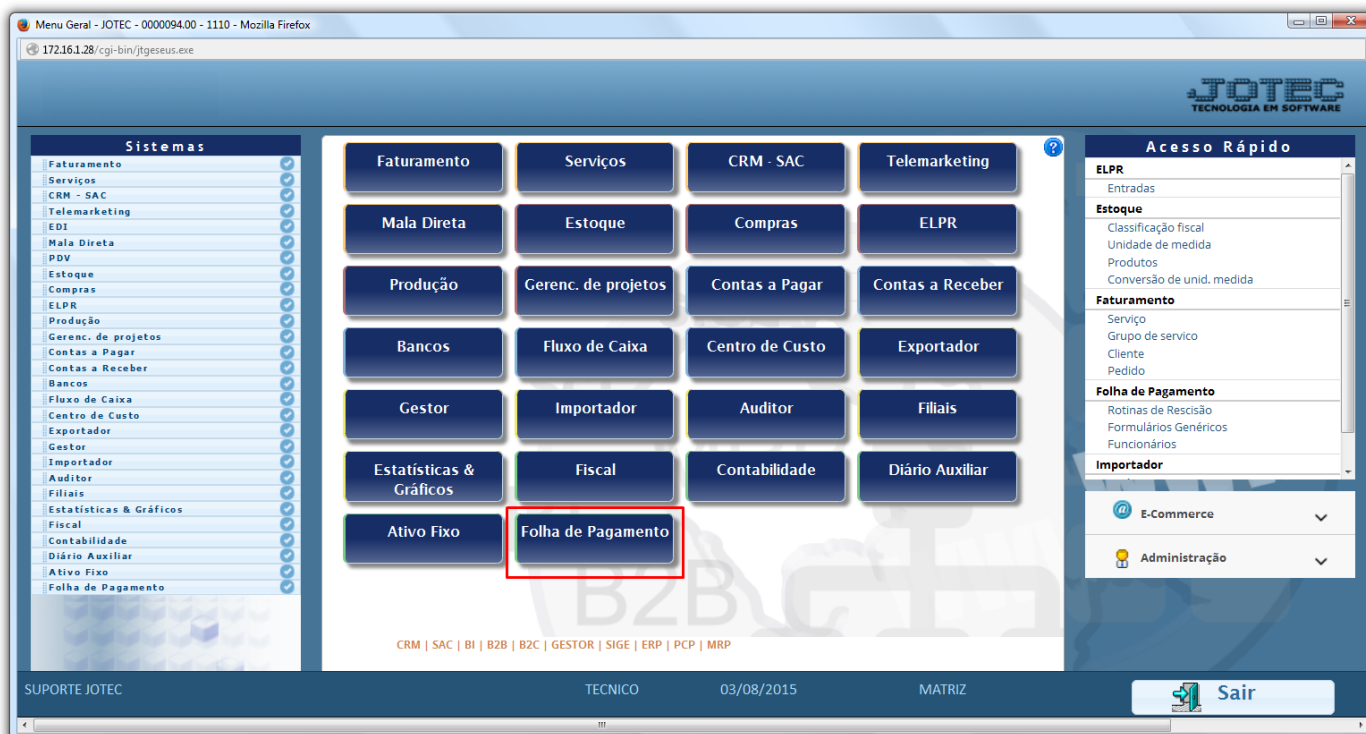 Menu Geral - JOTEC - 0000094.00 - 1110 - Mozilla Firefox
172.16.1.28/cgi-bin/jtgeseus.exe
JOTEC
TECNOLOGIA EM SOFTWARE
Sistemas
Faturamento
Serviços
CRM - SAC
Telemarketing
EDI
Mala Direta
PDV
Estoque
Compras
ELPR
Produção
Gerenc. de projetos
Contas a Pagar
Contas a Receber
Bancos
Fluxo de Caixa
Centro de Custo
Exportador
Gestor
Importador
Auditor
Filiais
Estatísticas & Gráficos
Fiscal
Contabilidade
Diário Auxiliar
Ativo Fixo
Folha de Pagamento
Faturamento Serviços CRM - SAC Telemarketing
Mala Direta Estoque Compras ELPR
Produção Gerenc. de projetos Contas a Pagar Contas a Receber
Bancos Fluxo de Caixa Centro de Custo Exportador
Gestor Importador Auditor Filiais
Estatísticas & Gráficos Fiscal Contabilidade Diário Auxiliar
Ativo Fixo Folha de Pagamento
B2B
CRM | SAC | BI | B2B | B2C | GESTOR | SIGE | ERP | PCP | MRP
?
Acesso Rápido
ELPR
Entradas
Estoque
Classificação fiscal
Unidade de medida
Produtos
Conversão de unid. medida
Faturamento
Serviço
Grupo de servico
Cliente
Pedido
Folha de Pagamento
Rotinas de Rescisão
Formulários Genéricos
Funcionários
Importador
@ E-Commerce
Administração
SUPORTE JOTEC TECNICO 03/08/2015 MATRIZ Sair